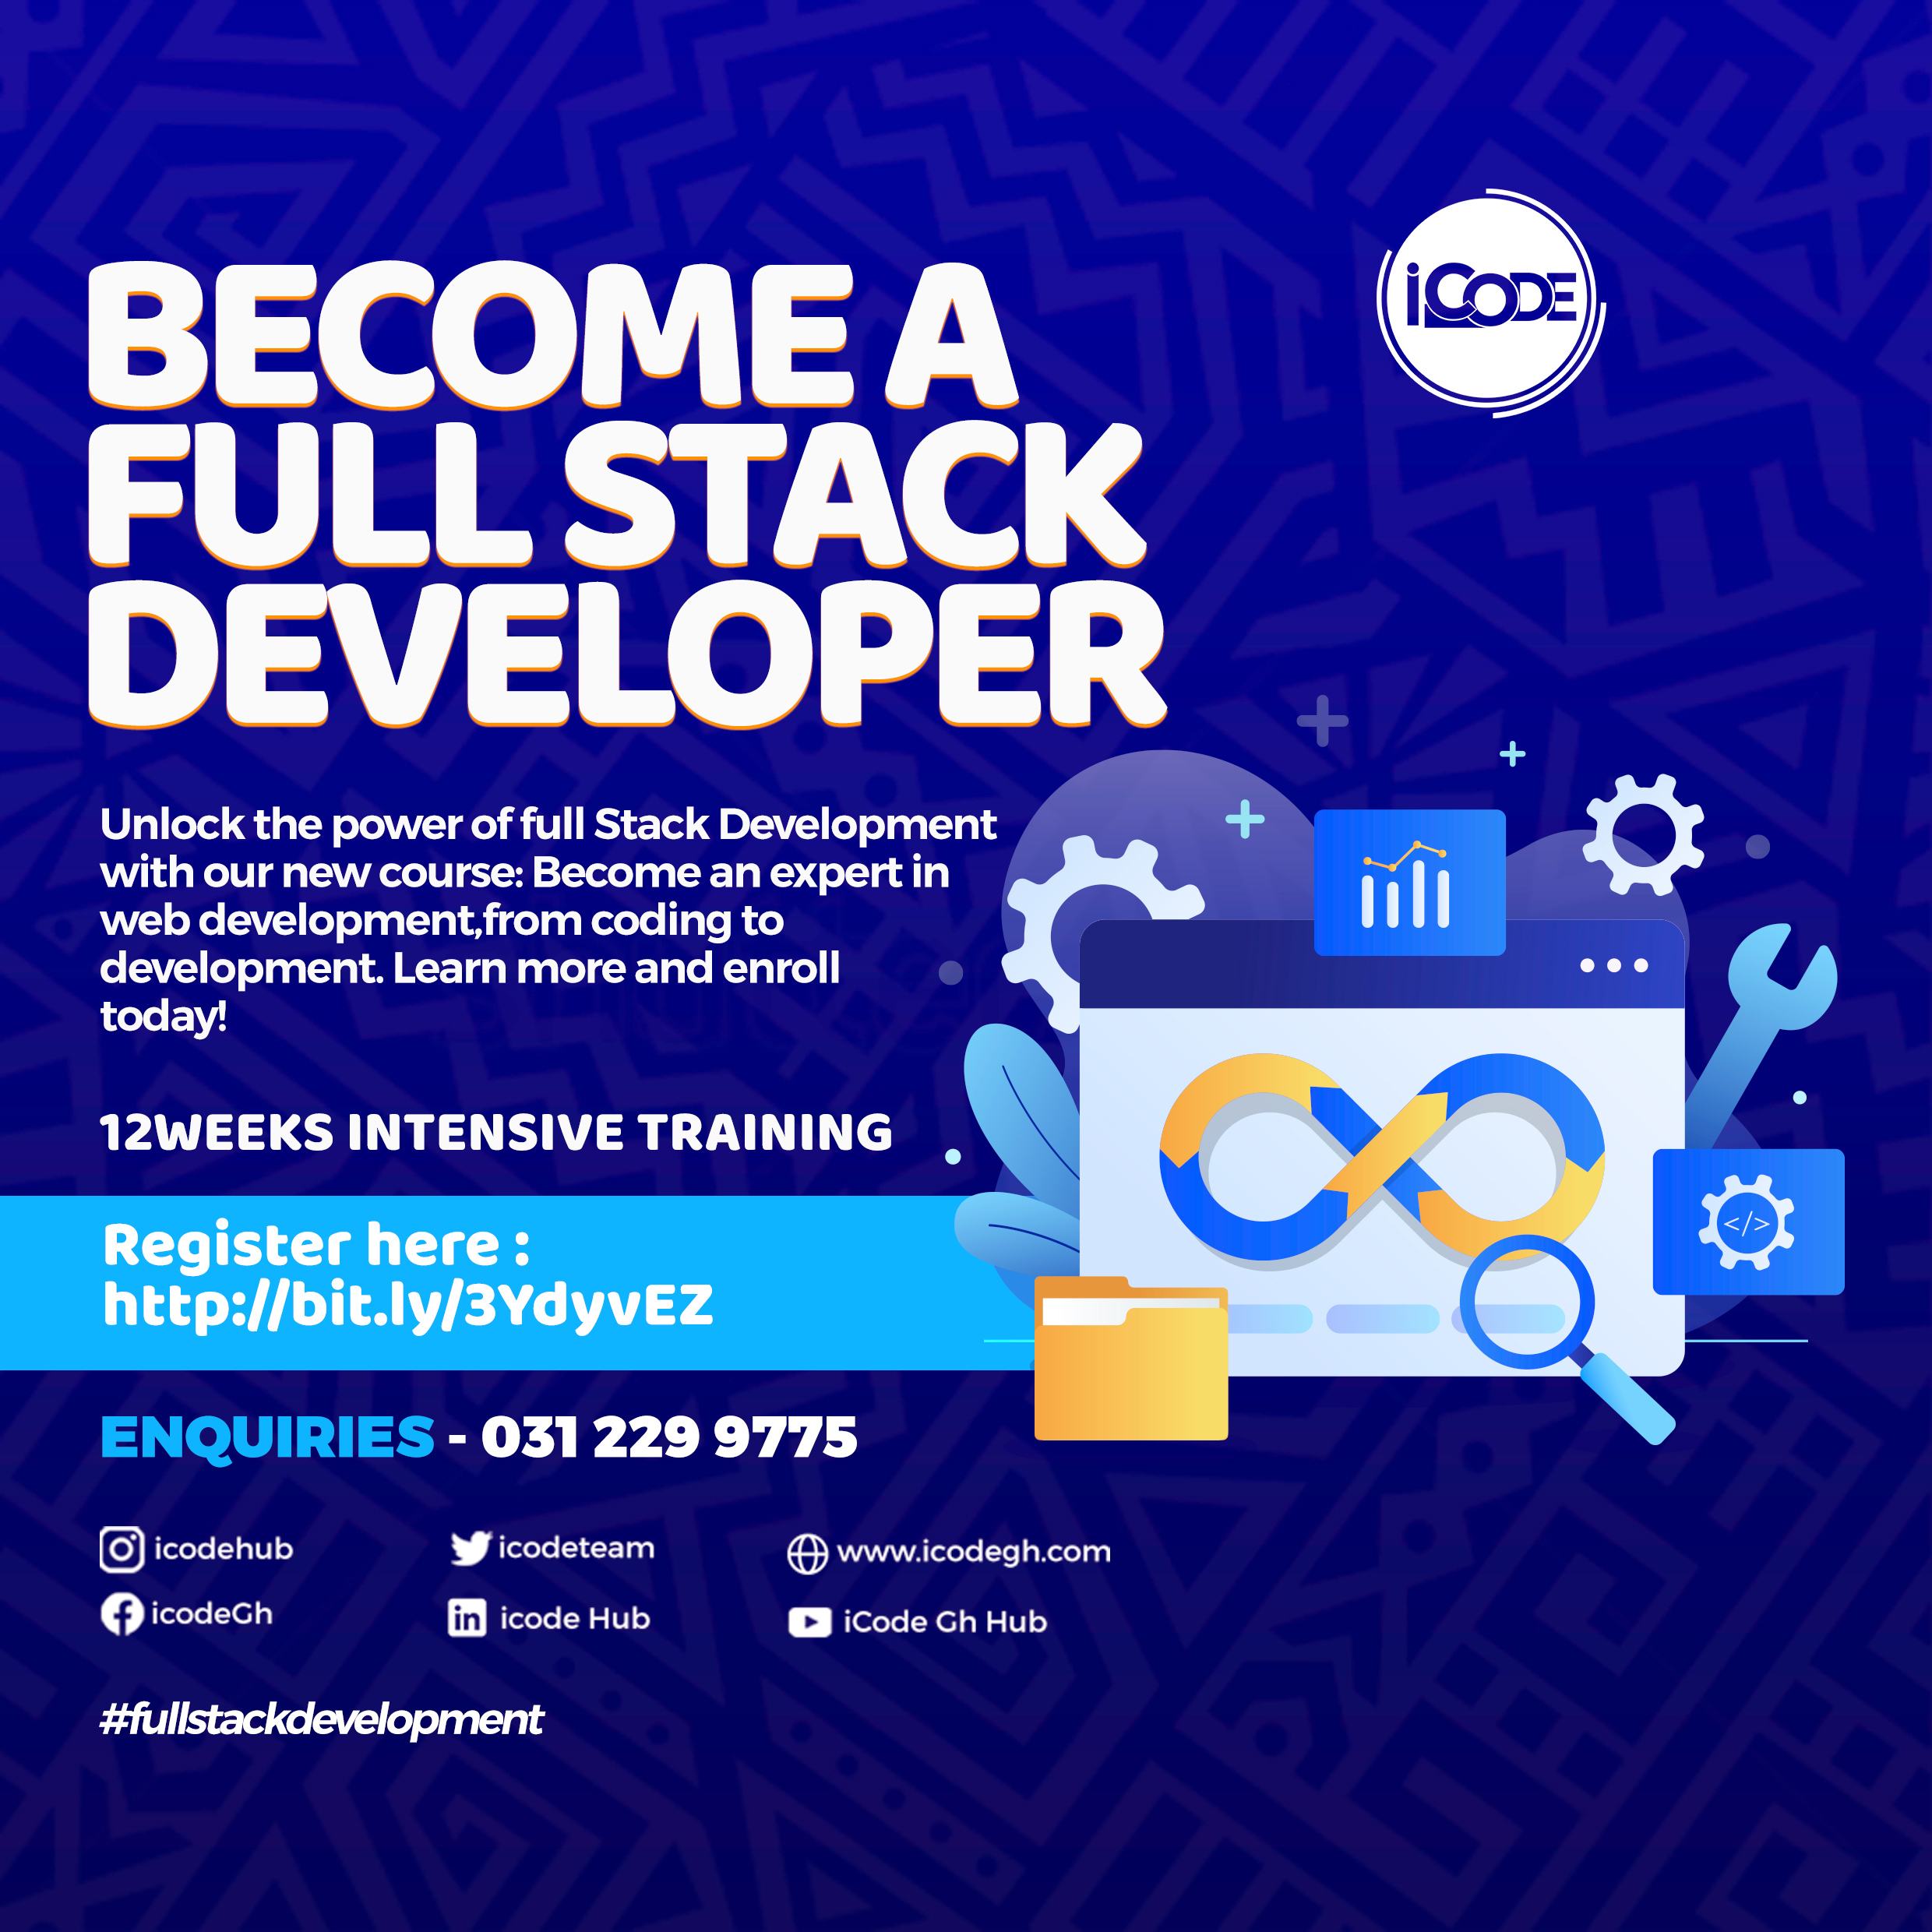 iCODE
BECOME A
FULL STACK
DEVELOPER
Unlock the power of full Stack Development
with our new course: Become an expert in
web development,from coding to
development. Learn more and enroll
today!
12WEEKS INTENSIVE TRAINING
Register here :
http://bit.ly/3YdyvEZ
</>
ENQUIRIES - 031 229 9775
icodehub
icodeteam
www.icodegh.com
icodeGh
in icode Hub
iCode Gh Hub
#fullstackdevelopment